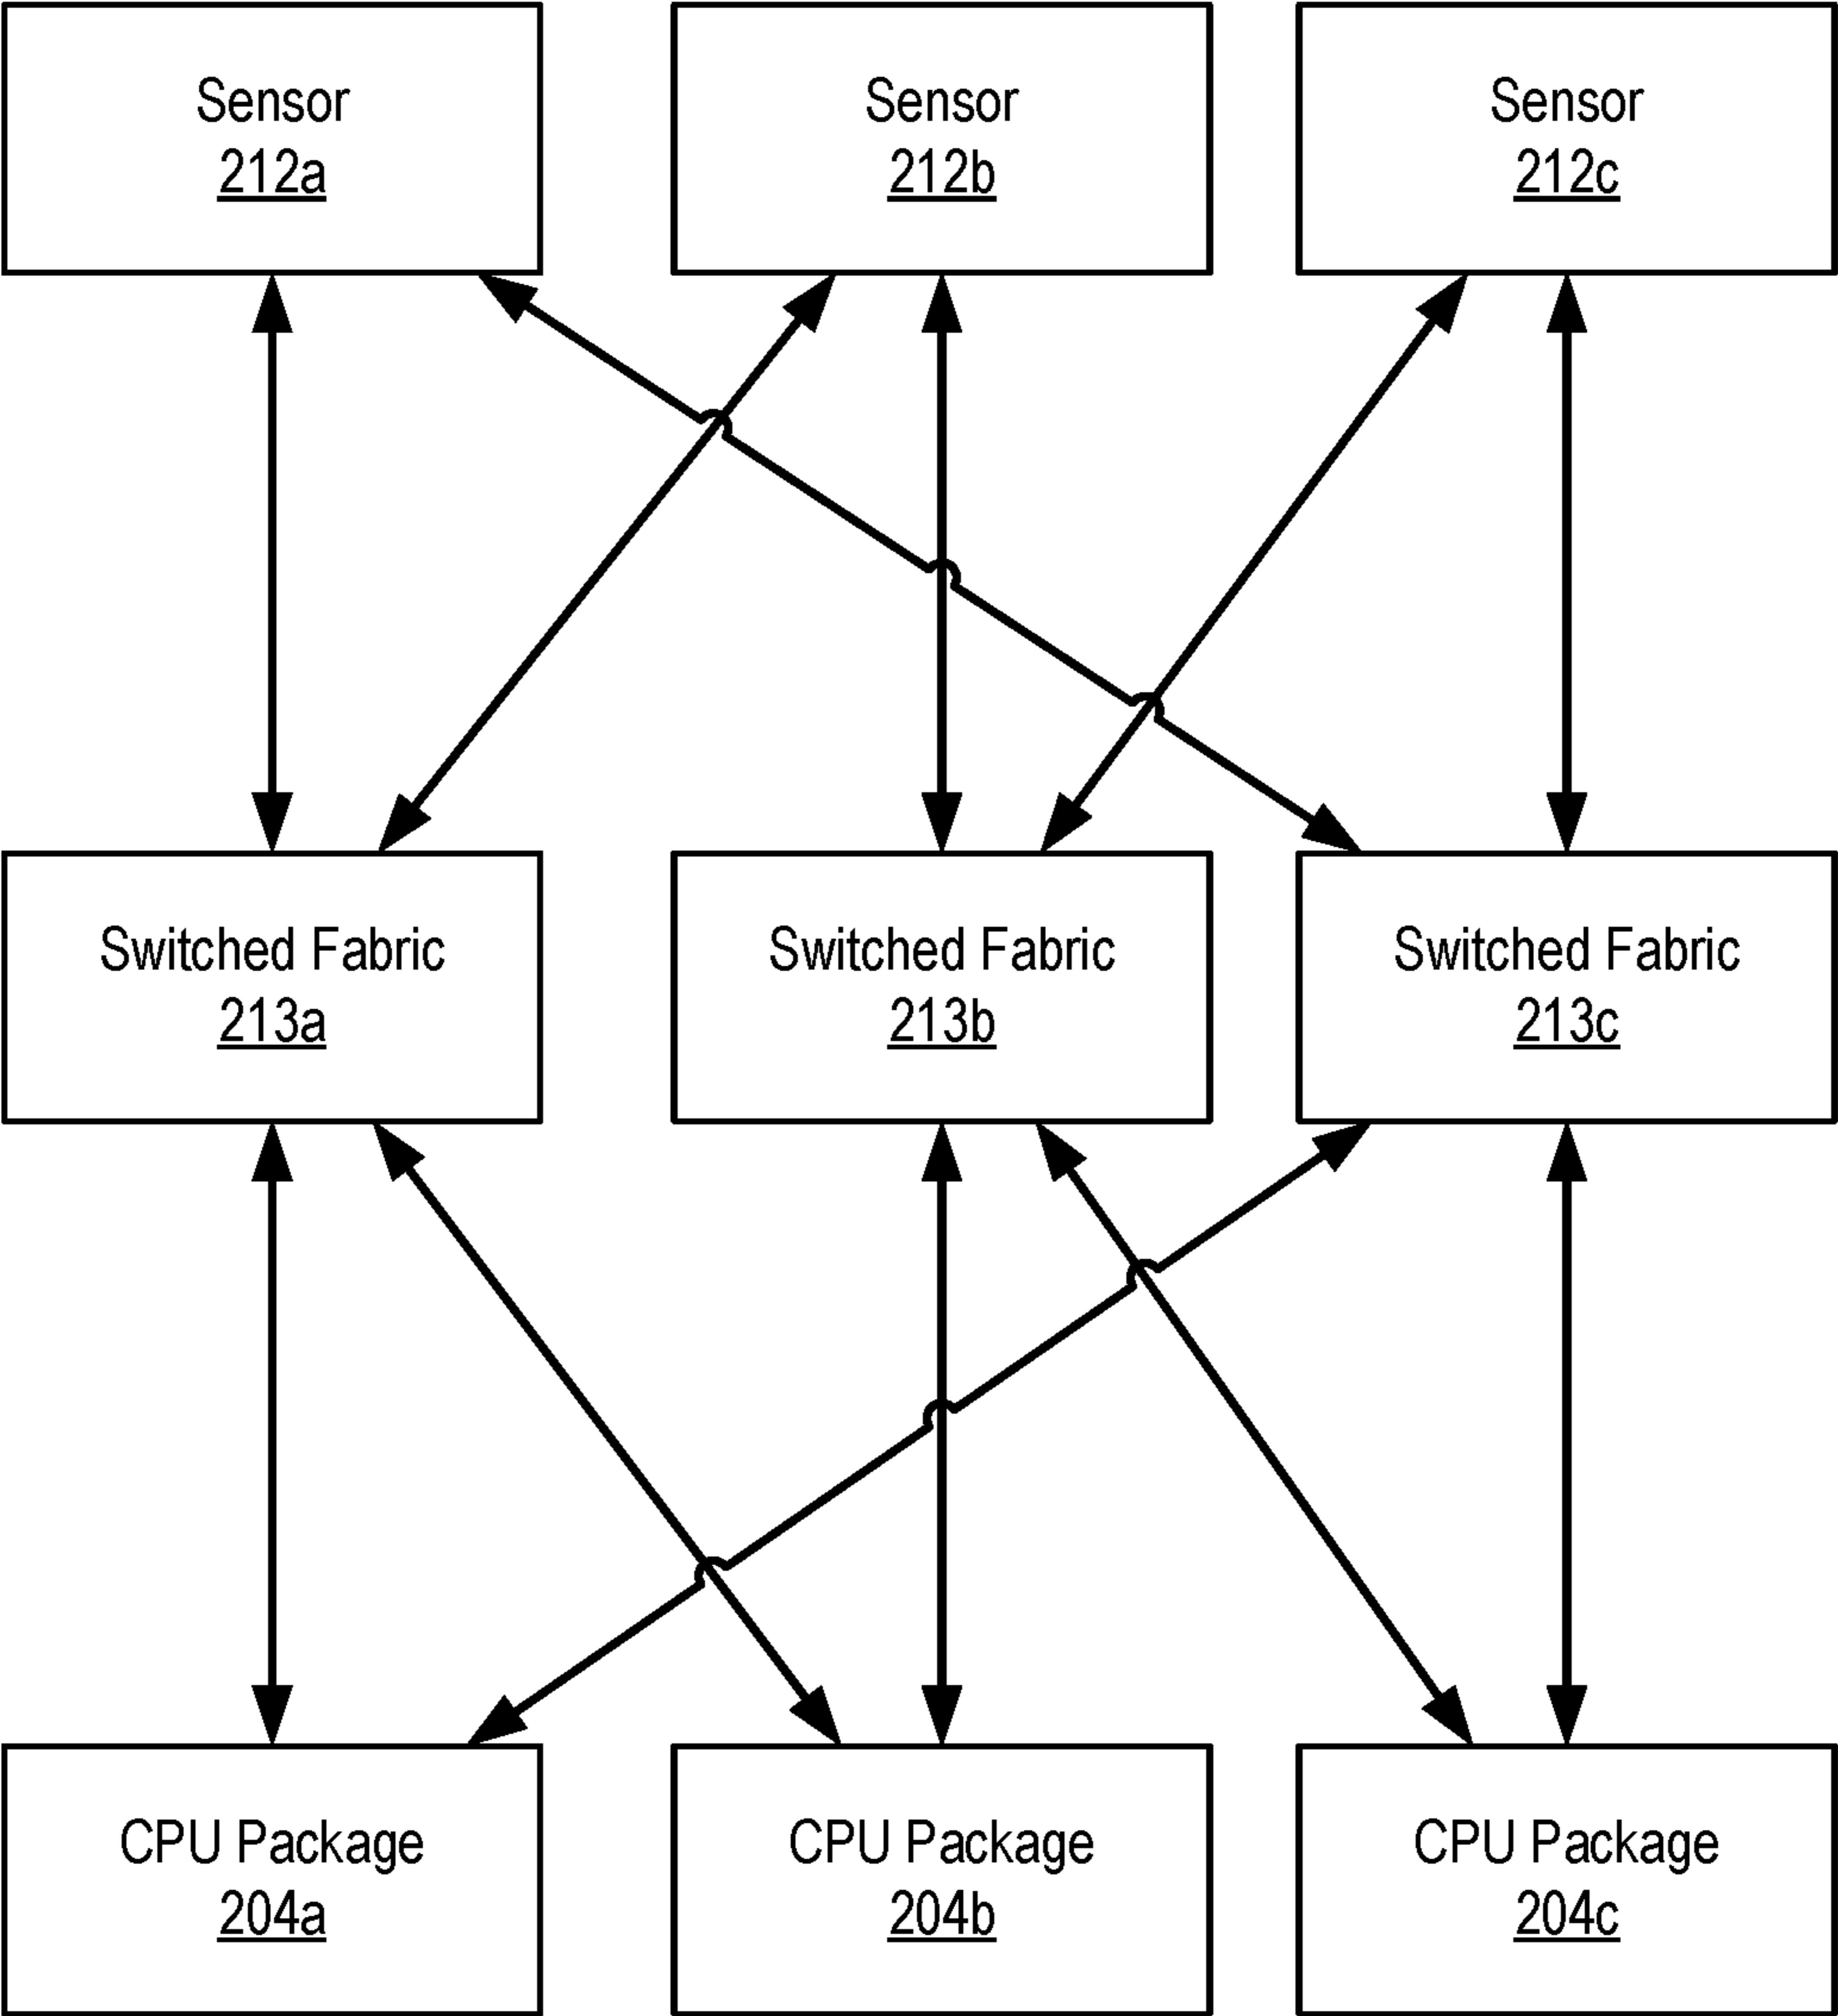 Sensor
212a
Sensor
212b
Sensor
212c
Switched Fabric
213a
Switched Fabric
213b
Switched Fabric
213c
CPU Package
204a
CPU Package
204b
CPU Package
204c